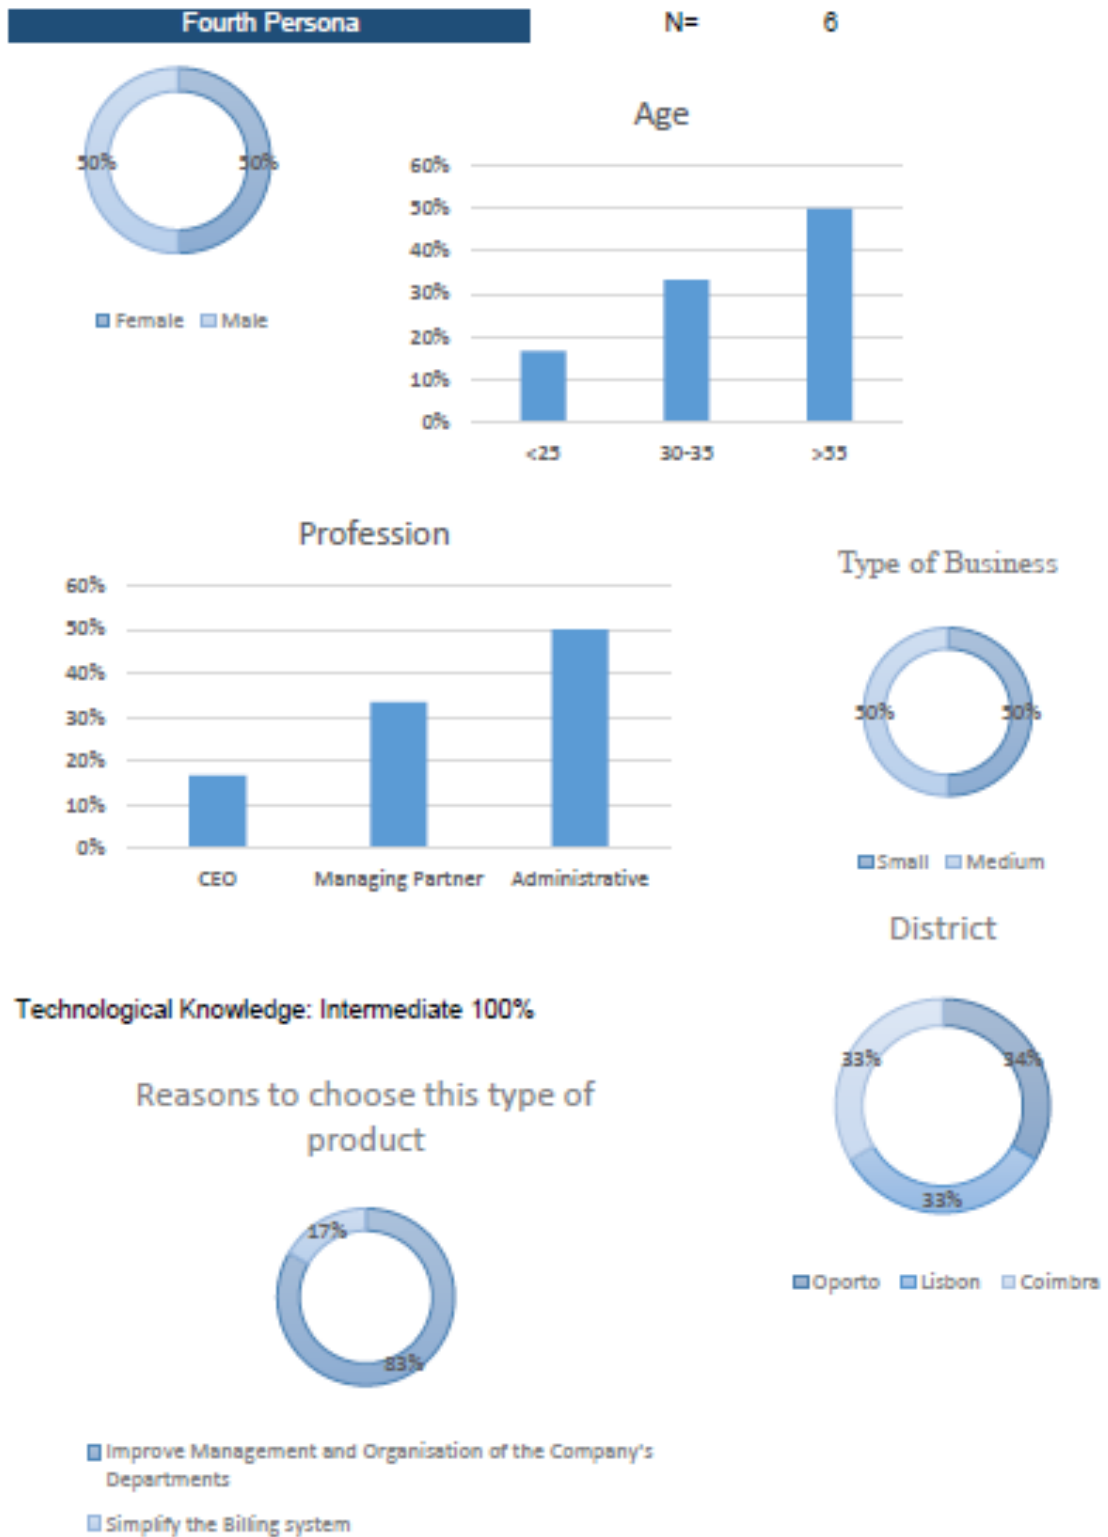 Fourth Persona N= 6
50% 50%
Female Male
Age
60%
50%
40%
30%
20%
10%
0%
<25 30-35 >55
Profession
60%
50%
40%
30%
20%
10%
0%
CEO Managing Partner Administrative
Type of Business
50% 50%
Small Medium
District
33% 34%
33%
Oporto Lisbon Coimbra
Technological Knowledge: Intermediate 100%
Reasons to choose this type of
product
17%
83%
Improve Management and Organisation of the Company's
Departments
Simplify the Billing system